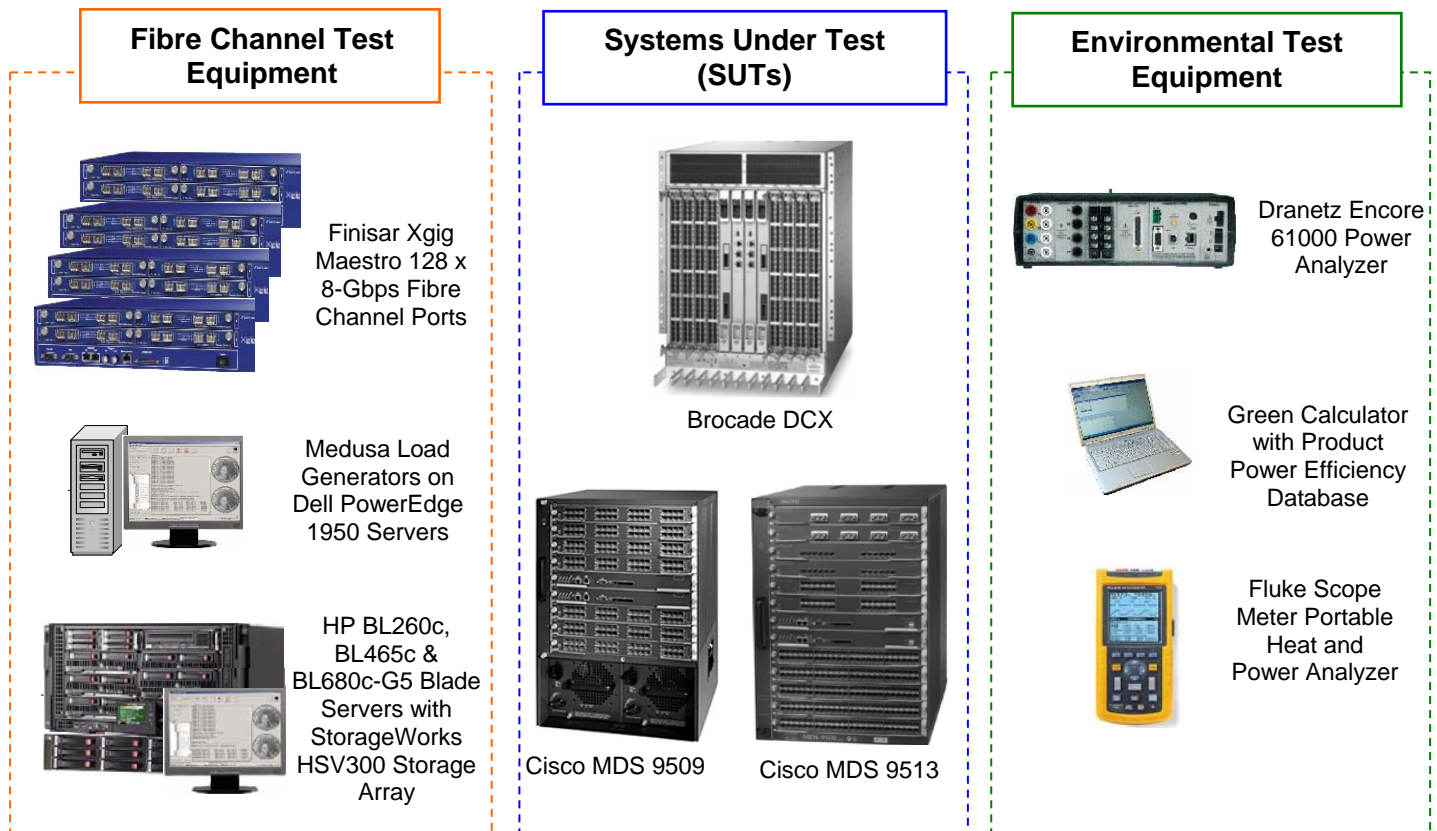 Fibre Channel Test
Equipment
Finisar Xgig
Maestro 128 x
8-Gbps Fibre
Channel Ports
Medusa Load
Generators on
Dell PowerEdge
1950 Servers
HP BL260c,
BL465c &
BL680c-G5 Blade
Servers with
StorageWorks
HSV300 Storage
Array
Systems Under Test
(SUTs)
Brocade DCX
Cisco MDS 9509
Cisco MDS 9513
Environmental Test
Equipment
Dranetz Encore
61000 Power
Analyzer
Green Calculator
with Product
Power Efficiency
Database
Fluke Scope
Meter Portable
Heat and
Power Analyzer